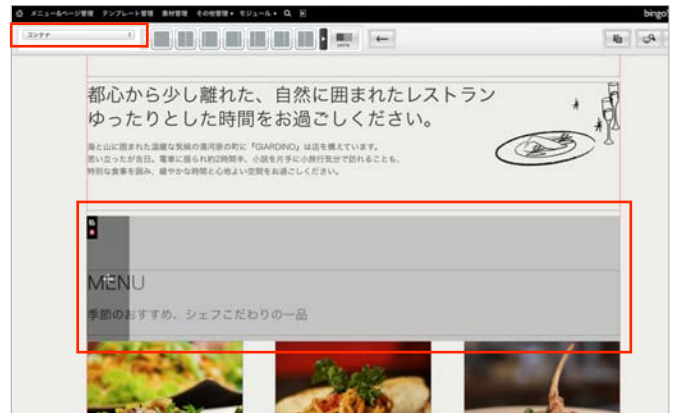 メニュー&ページ管理 テンプレート管理 素材管理 その他管理▾ モジュール▾
bingo!
コンテナ
都心から少し離れた、自然に囲まれたレストラン
ゆったりとした時間をお過ごしください。
海と山に囲まれた温暖な気候の湯河原の町に「GIARDINO」は店を構えています。
思い立ったが吉日。電車に揺られ約2時間半、小説を片手に小旅行気分で訪れることも。
特別な食事を囲み、緩やかな時間と心地よい空間をお過ごしください。
MENU
季節のおすすめ、シェフこだわりの一品